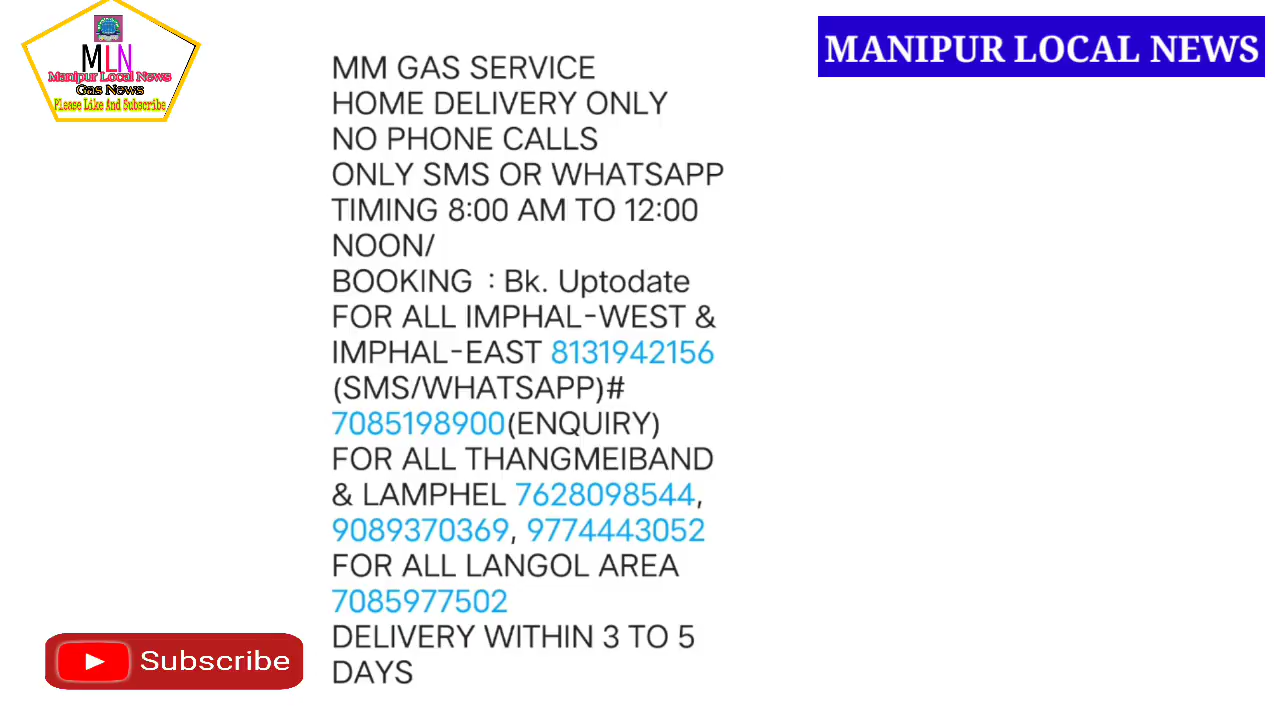 MLN
Manipur Local News
Gas News
Please Like And Subscribe
MANIPUR LOCAL NEWS
MM GAS SERVICE
HOME DELIVERY ONLY
NO PHONE CALLS
ONLY SMS OR WHATSAPP
TIMING 8:00 AM TO 12:00
NOON/
BOOKING : Bk. Uptodate
FOR ALL IMPHAL-WEST &
IMPHAL-EAST 8131942156
(SMS/WHATSAPP)#
7085198900(ENQUIRY)
FOR ALL THANGMEIBAND
& LAMPHEL 7628098544,
9089370369, 9774443052
FOR ALL LANGOL AREA
7085977502
DELIVERY WITHIN 3 TO 5
DAYS
Subscribe